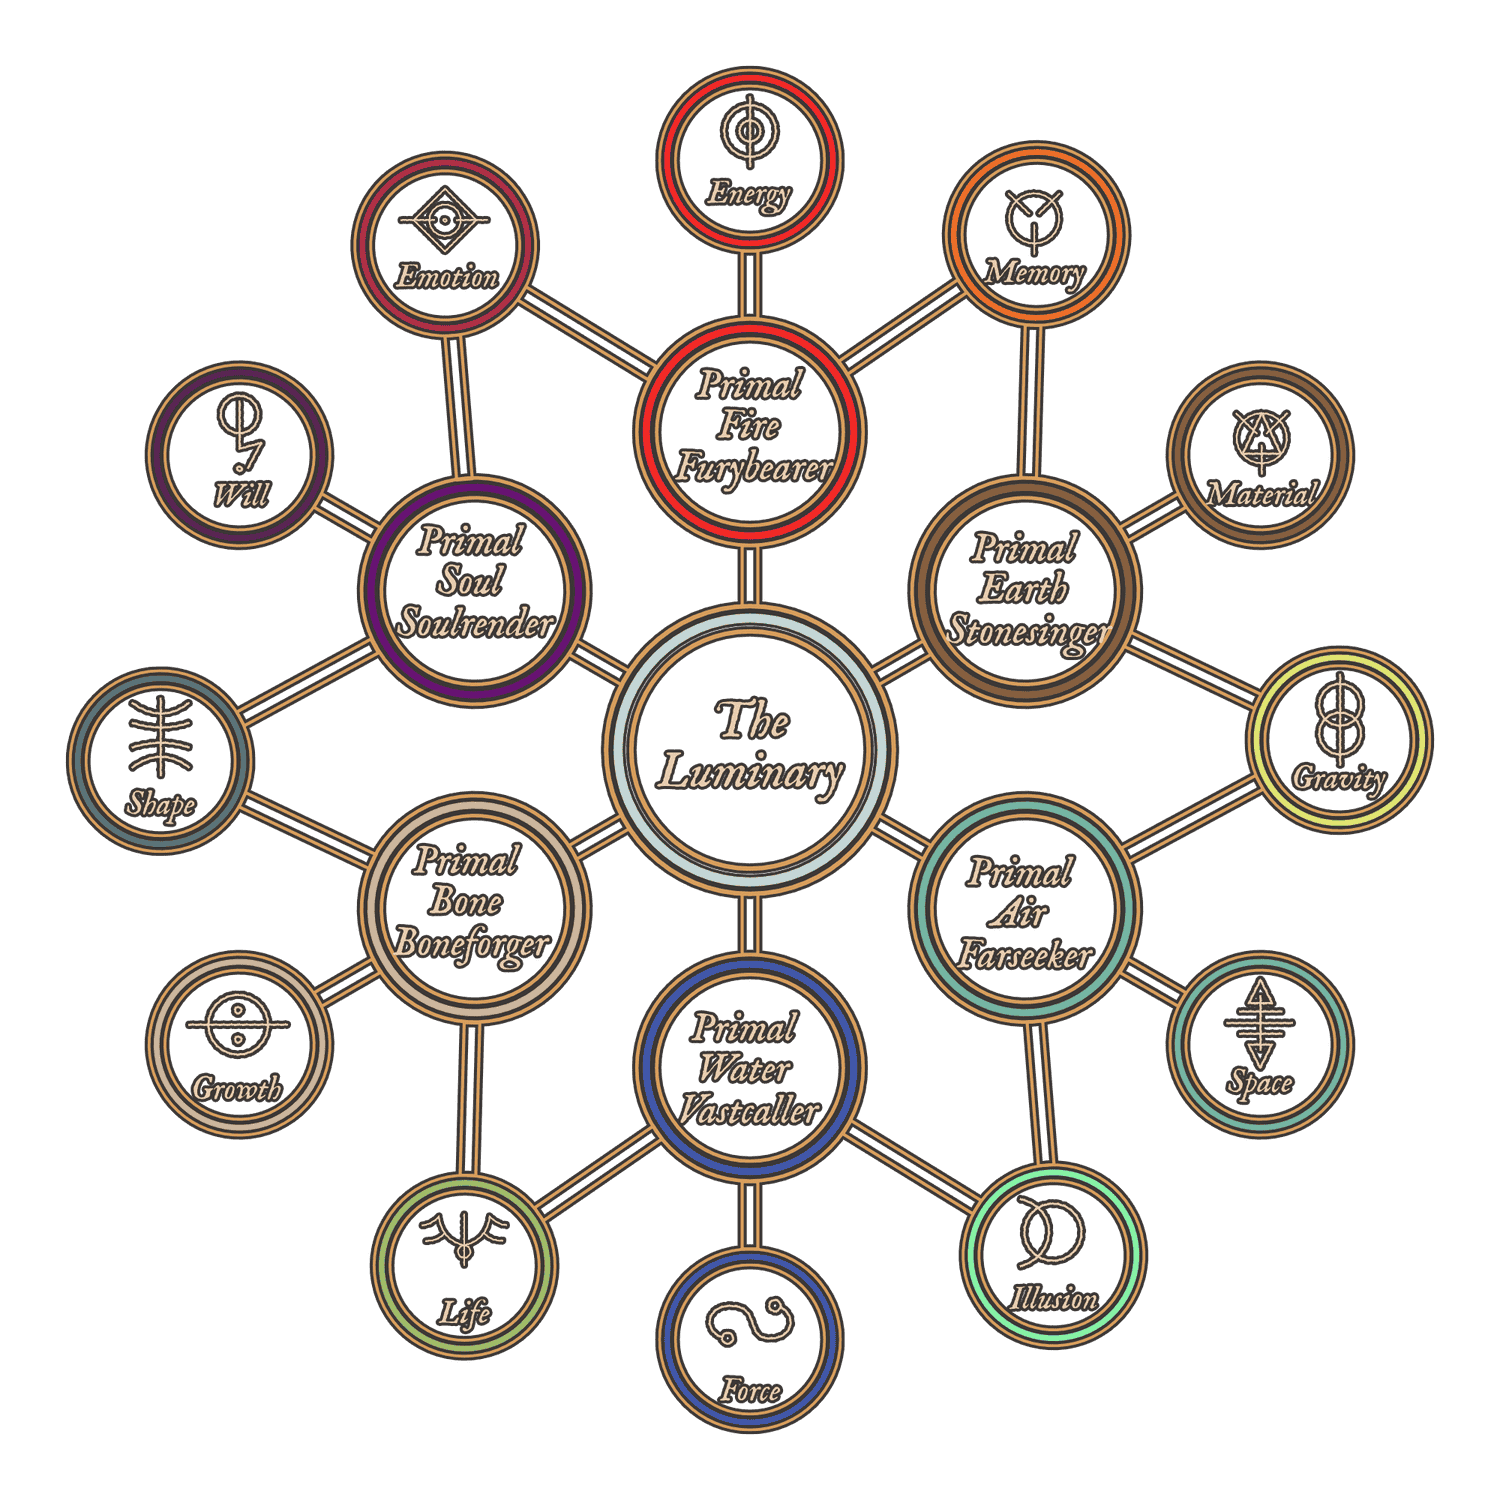 Energy
Emotion
Memory
Primal
Fire
Furybearer
Will
Material
Primal
Soul
Soulrender
Primal
Earth
Stonesinger
The
Luminary
Shape
Gravity
Primal
Bone
Boneforger
Primal
Air
Farseeker
Growth
Space
Primal
Water
Vastcaller
Life
Illusion
Force